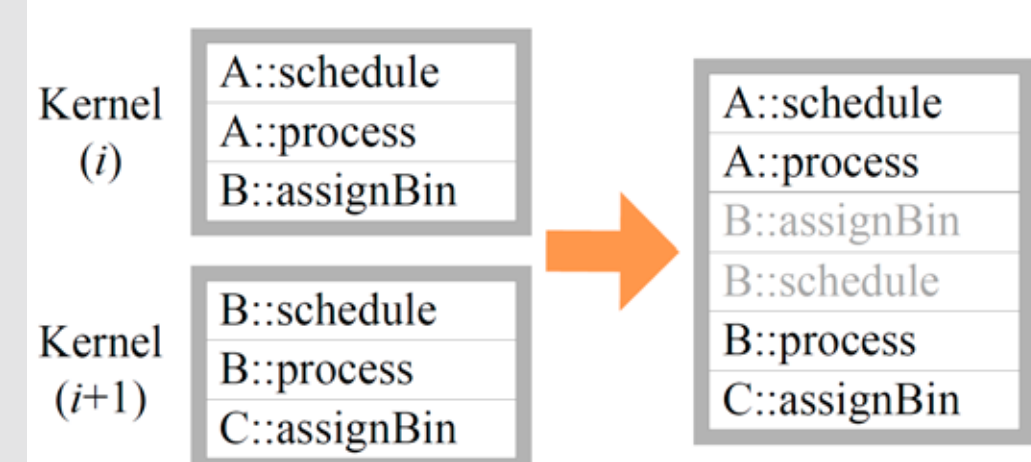 Kernel
(i)
A::schedule
A::process
B::assignBin
Kernel
(i+1)
B::schedule
B::process
C::assignBin
A::schedule
A::process
B::assignBin
B::schedule
B::process
C::assignBin